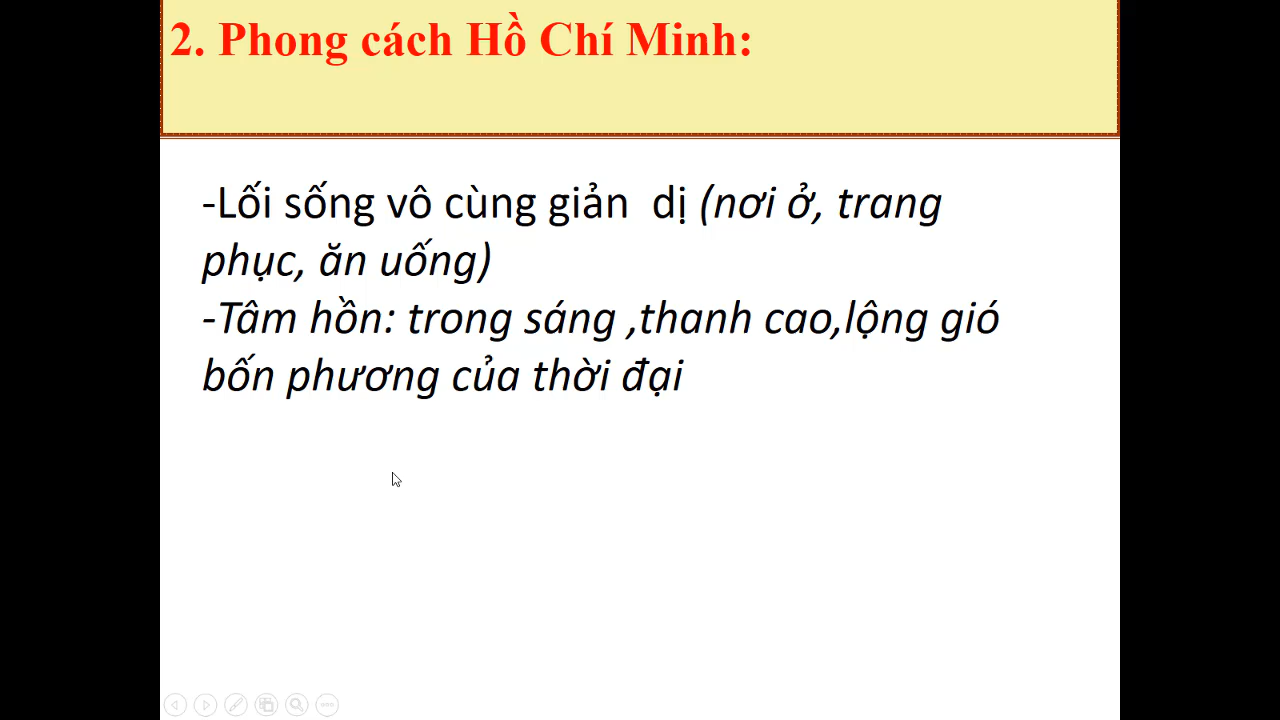 2. Phong cách Hồ Chí Minh:
-Lối sống vô cùng giản  dị (nơi ở, trang
phục, ăn uống)
-Tâm hồn: trong sáng ,thanh cao,lộng gió
bốn phương của thời đại